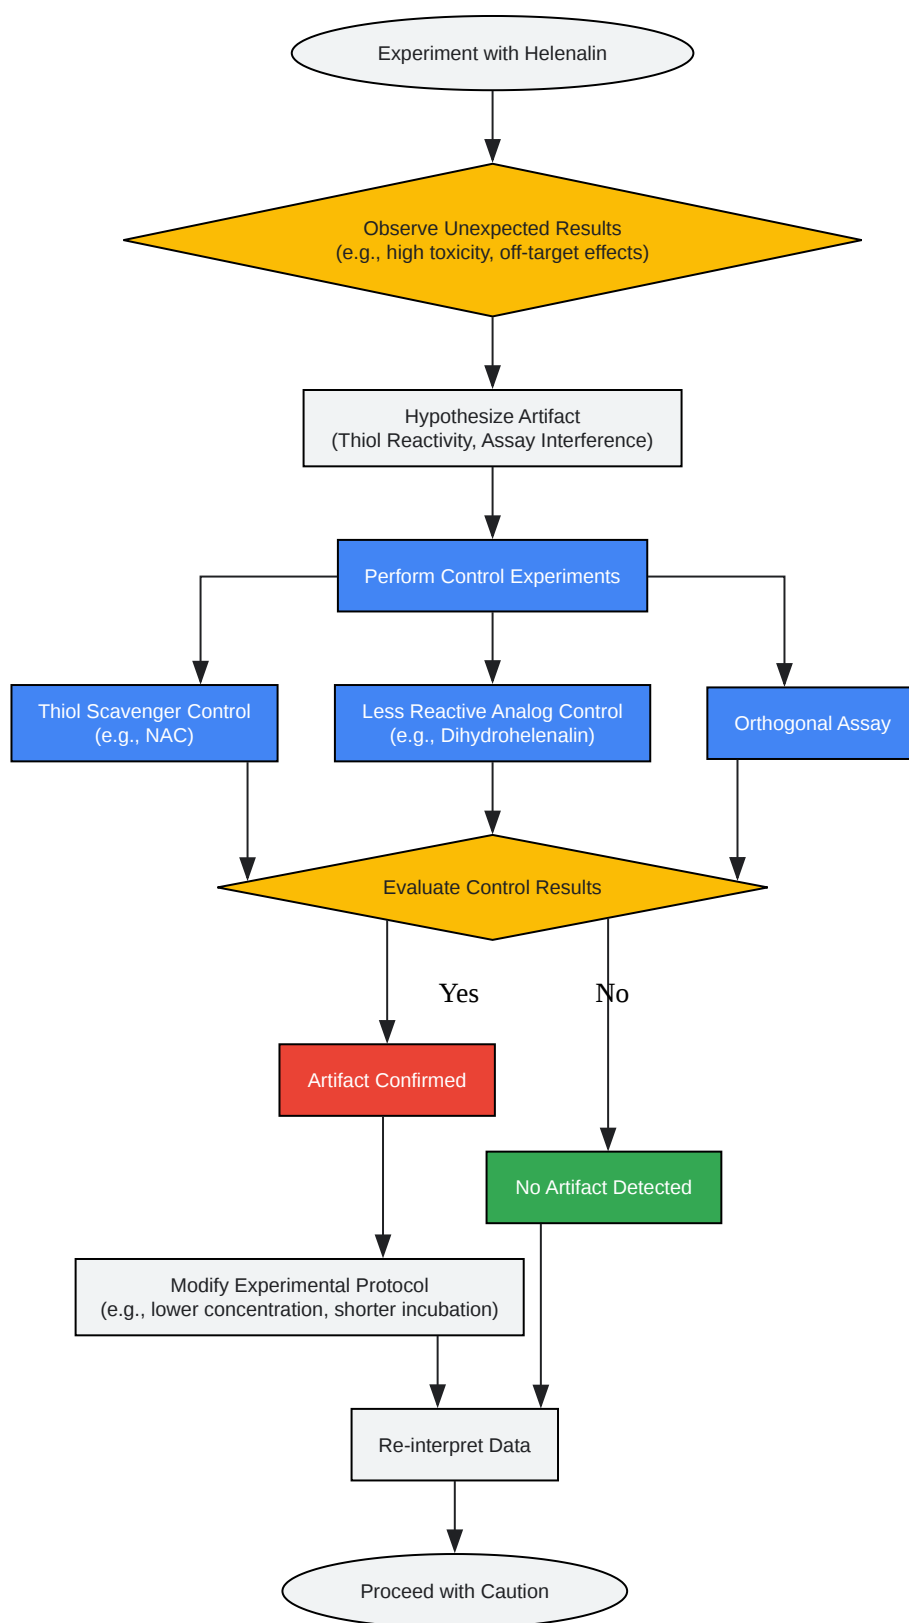 Experiment with Helenalin
Observe Unexpected Results
(e.g., high toxicity, off-target effects)
Hypothesize Artifact
(Thiol Reactivity, Assay Interference)
Perform Control Experiments
Thiol Scavenger Control
(e.g., NAC)
Less Reactive Analog Control
(e.g., Dihydrohelenalin)
Orthogonal Assay
Evaluate Control Results
Yes
No
Artifact Confirmed
No Artifact Detected
Modify Experimental Protocol
(e.g., lower concentration, shorter incubation)
Re-interpret Data
Proceed with Caution